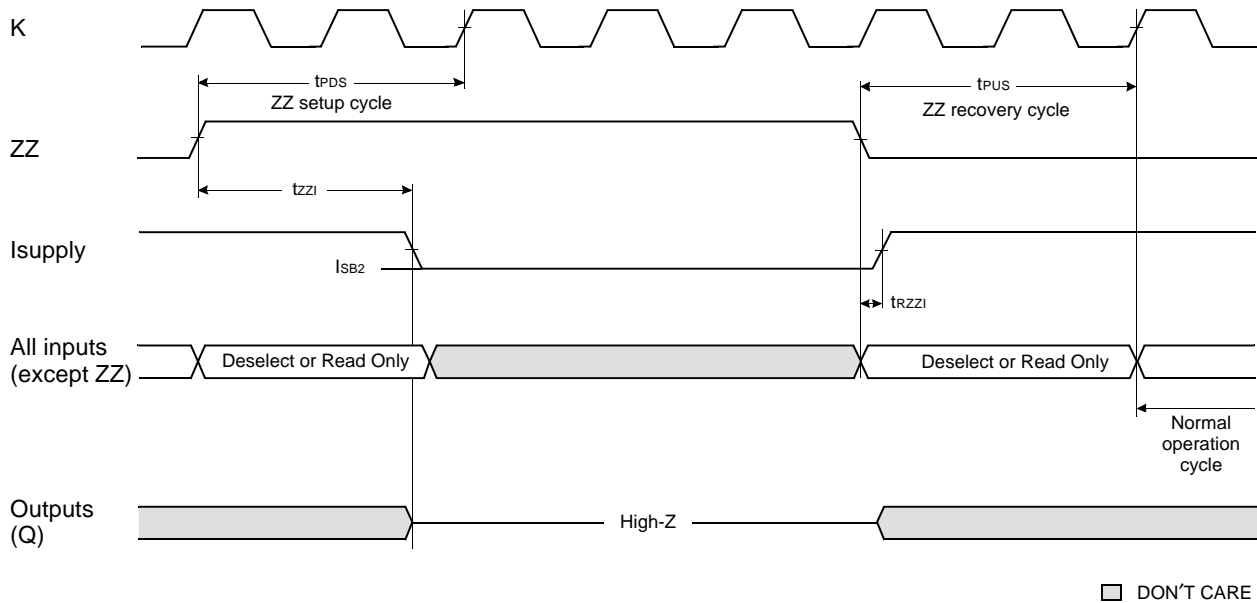 K
tPDS
ZZ setup cycle
tPUS
ZZ recovery cycle
ZZ
tZZI
Isupply
ISB2
tRZZI
All inputs
(except ZZ)
Deselect or Read Only
Deselect or Read Only
Normal
operation
cycle
Outputs
(Q)
High-Z
DON'T CARE